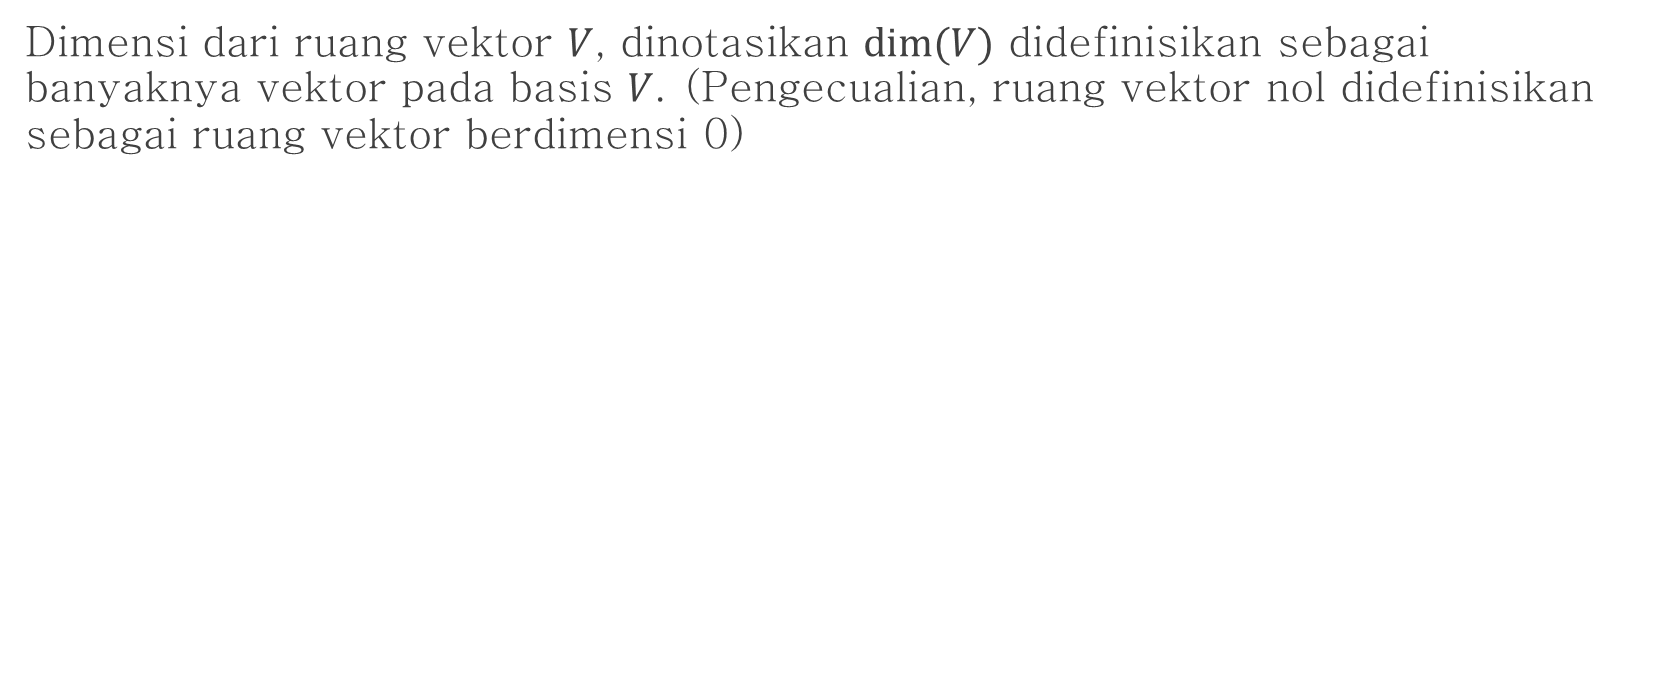 Dimensi dari ruang vektor V, dinotasikan dim(V) didefinisikan sebagai
banyaknya vektor pada basis V. (Pengecualian, ruang vektor nol didefinisikan
sebagai ruang vektor berdimensi 0)